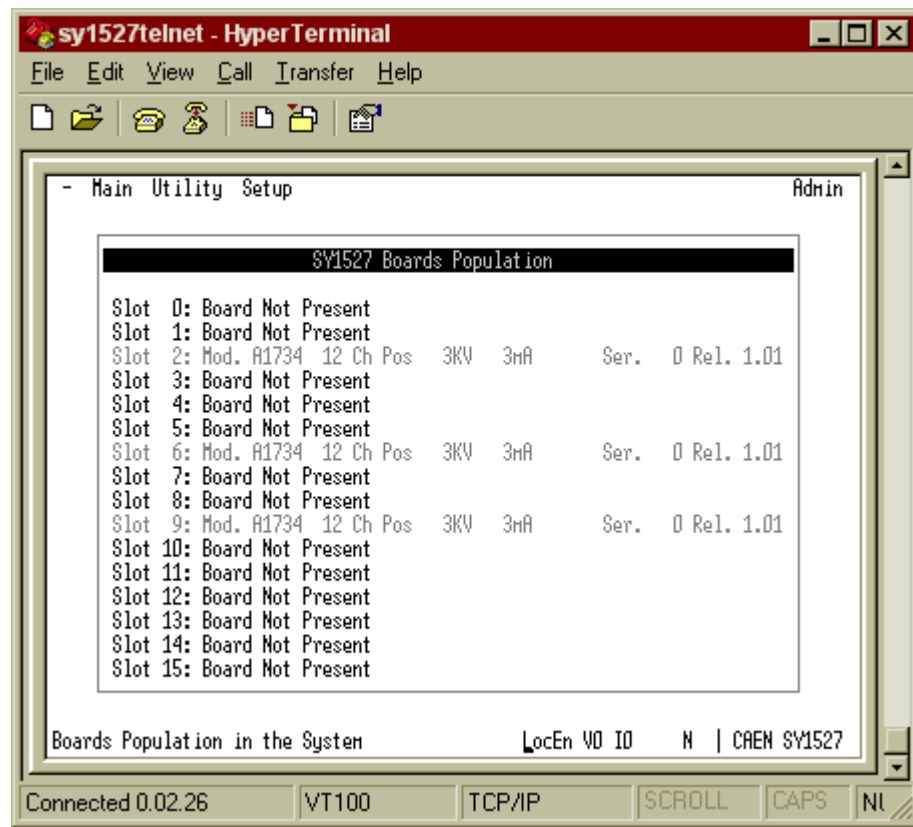 sy1527telnet - HyperTerminal
File Edit View Call Transfer Help
- Main Utility Setup Admin
SY1527 Boards Population
Slot 0: Board Not Present
Slot 1: Board Not Present
Slot 2: Mod. A1734 12 Ch Pos 3KV 3mA Ser. 0 Rel. 1.01
Slot 3: Board Not Present
Slot 4: Board Not Present
Slot 5: Board Not Present
Slot 6: Mod. A1734 12 Ch Pos 3KV 3mA Ser. 0 Rel. 1.01
Slot 7: Board Not Present
Slot 8: Board Not Present
Slot 9: Mod. A1734 12 Ch Pos 3KV 3mA Ser. 0 Rel. 1.01
Slot 10: Board Not Present
Slot 11: Board Not Present
Slot 12: Board Not Present
Slot 13: Board Not Present
Slot 14: Board Not Present
Slot 15: Board Not Present
Boards Population in the System LocEn V0 I0 N | CAEN SY1527
Connected 0.02.26 VT100 TCP/IP SCROLL CAPS